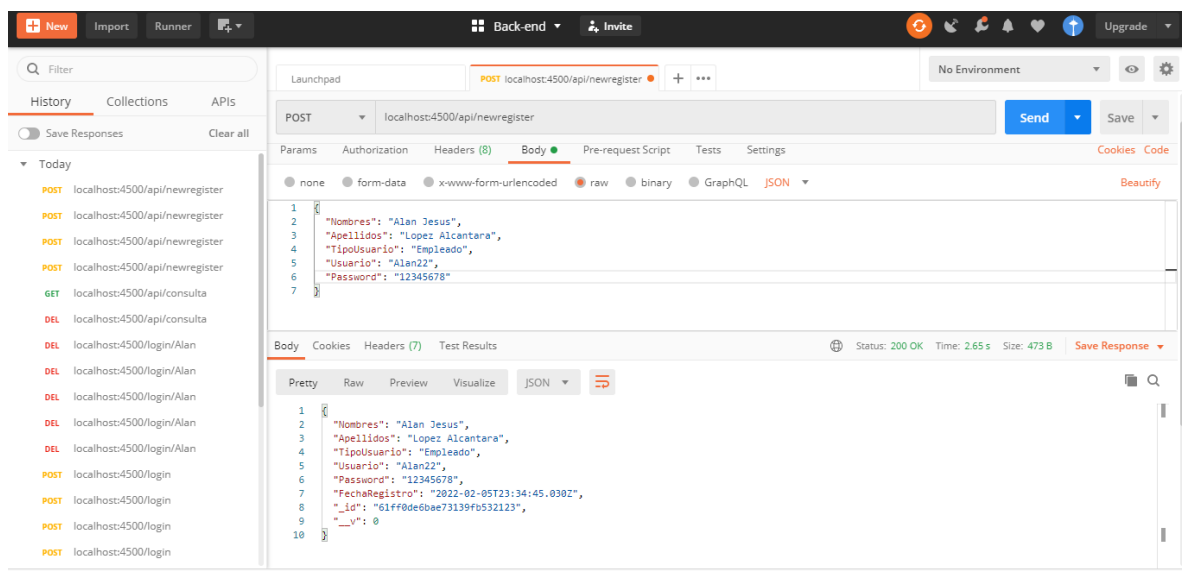 New Import Runner Back-end Invite Upgrade
Filter
Launchpad POST localhost:4500/api/newregister + ••• No Environment
History Collections APIs
POST localhost:4500/api/newregister Send Save
Save Responses Clear all
Params Authorization Headers (8) Body Pre-request Script Tests Settings Cookies Code
Today
none form-data x-www-form-urlencoded raw binary GraphQL JSON Beautify
POST localhost:4500/api/newregister
POST localhost:4500/api/newregister
POST localhost:4500/api/newregister
POST localhost:4500/api/newregister
GET localhost:4500/api/consulta
DEL localhost:4500/api/consulta
DEL localhost:4500/login/Alan
DEL localhost:4500/login/Alan
DEL localhost:4500/login/Alan
DEL localhost:4500/login/Alan
DEL localhost:4500/login/Alan
POST localhost:4500/login
POST localhost:4500/login
POST localhost:4500/login
POST localhost:4500/login
1 {
2 "Nombres": "Alan Jesus",
3 "Apellidos": "Lopez Alcantara",
4 "TipoUsuario": "Empleado",
5 "Usuario": "Alan22",
6 "Password": "12345678"
7 }
Body Cookies Headers (7) Test Results Status: 200 OK Time: 2.65 s Size: 473 B Save Response
Pretty Raw Preview Visualize JSON
1 {
2 "Nombres": "Alan Jesus",
3 "Apellidos": "Lopez Alcantara",
4 "TipoUsuario": "Empleado",
5 "Usuario": "Alan22",
6 "Password": "12345678",
7 "FechaRegistro": "2022-02-05T23:34:45.030Z",
8 "_id": "61ff0de6bae73139fb532123",
9 "__v": 0
10 }